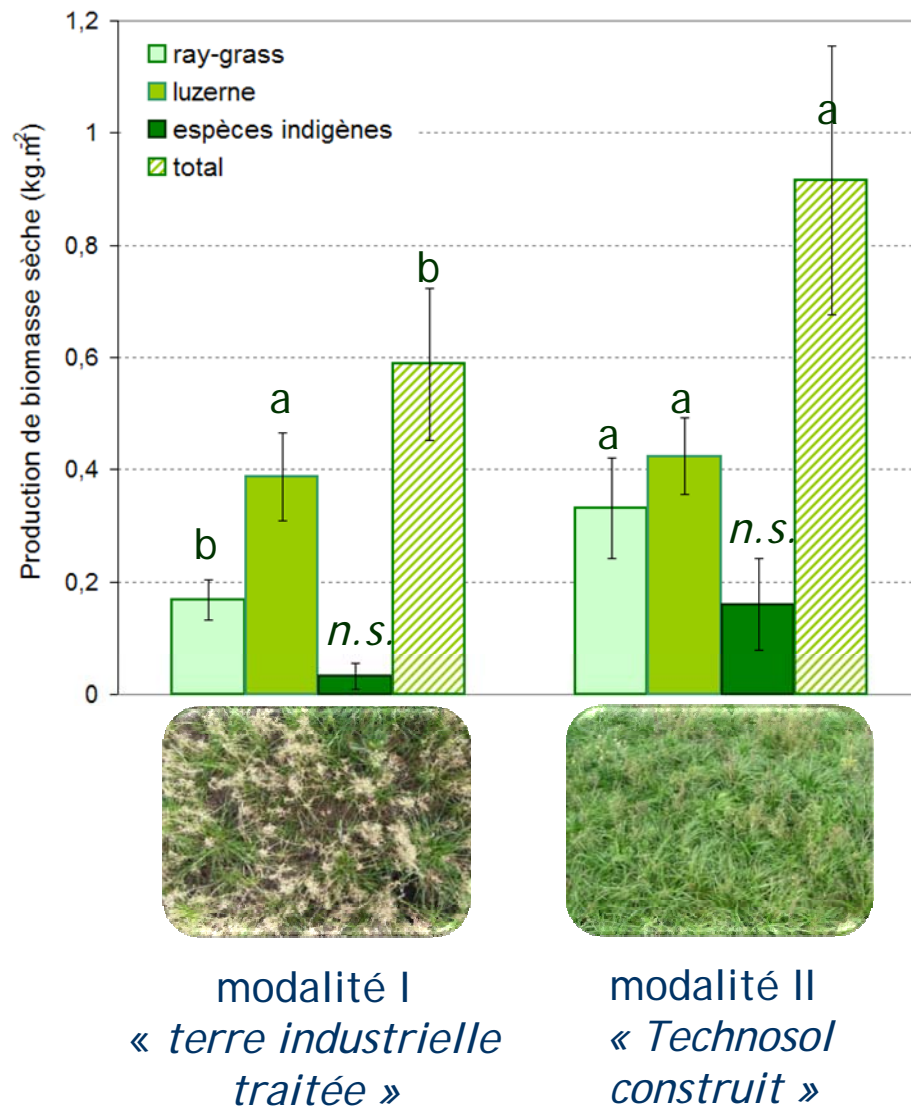 Production de biomasse sèche (kg.m⁻²)
1,2
1
0,8
0,6
0,4
0,2
0
ray-grass
luzerne
espèces indigènes
total
b
a
n.s.
b
a
a
n.s.
a
modalité I
« terre industrielle
traitée »
modalité II
« Technosol
construit »